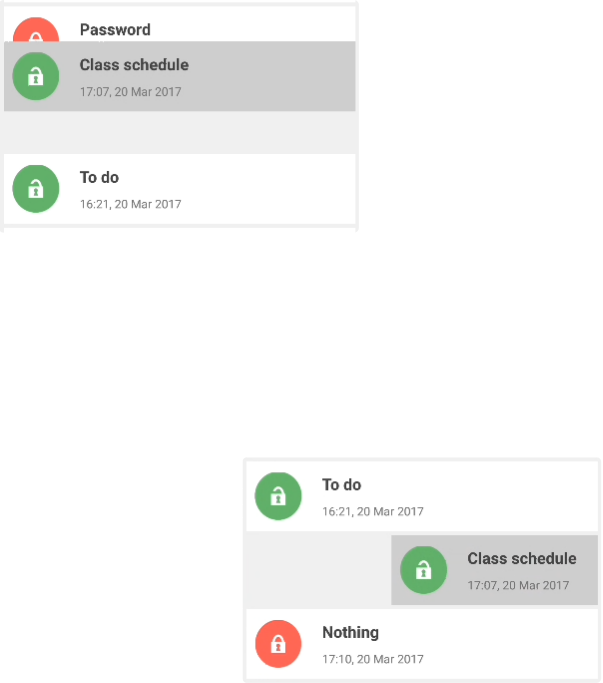 Password
Class schedule
17:07, 20 Mar 2017
To do
16:21, 20 Mar 2017
To do
16:21, 20 Mar 2017
Class schedule
17:07, 20 Mar 2017
Nothing
17:10, 20 Mar 2017